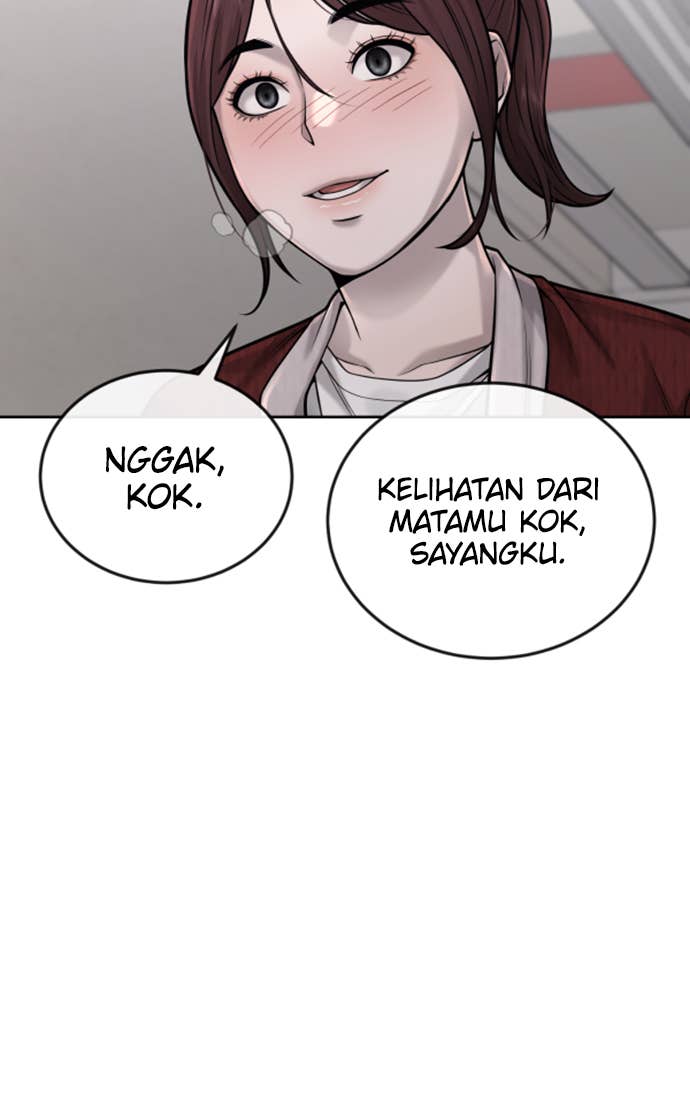 NGGAK,
KOK.
KELIHATAN DARI
MATAMU KOK,
SAYANGKU.